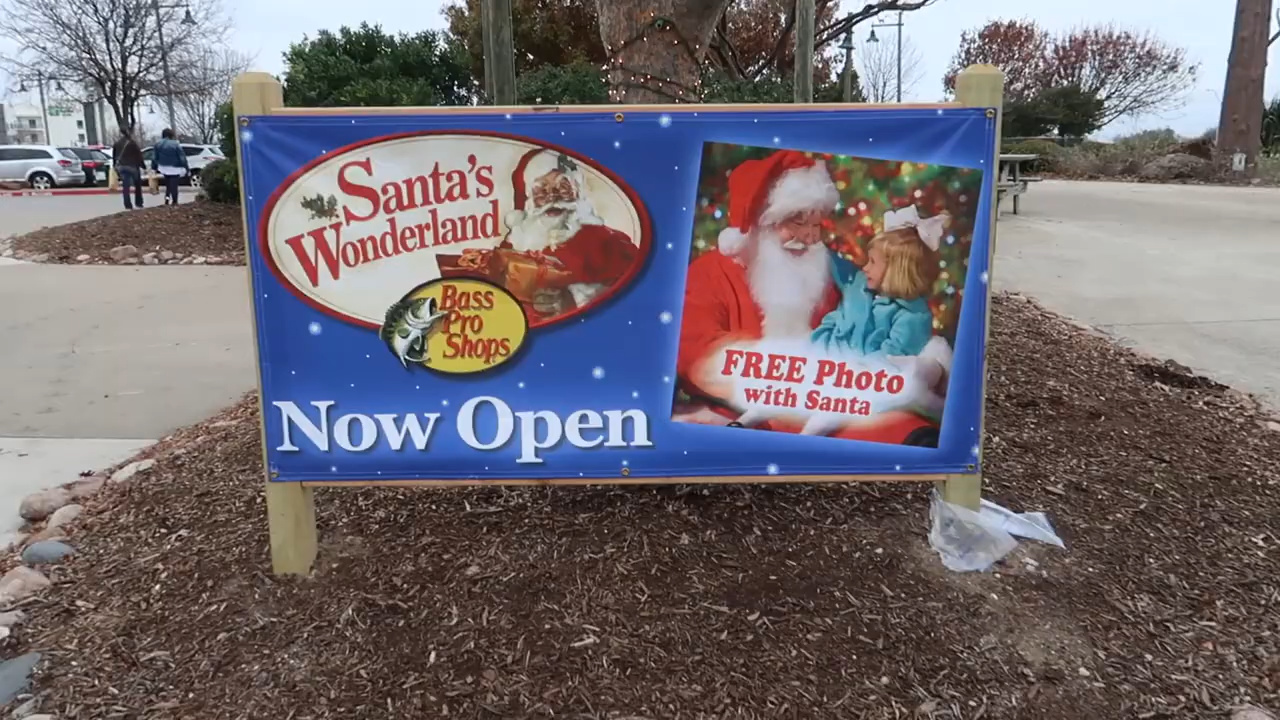 Santa's
Wonderland
Bass
Pro
Shops
Now Open
FREE Photo
with Santa